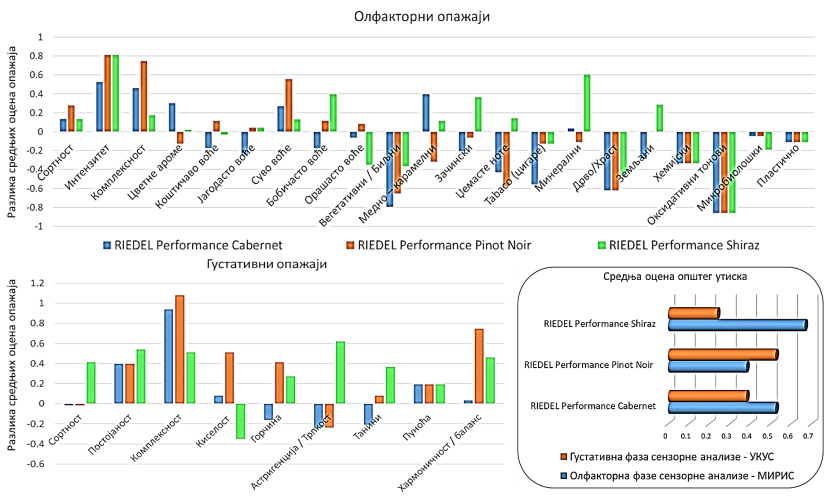 Олфакторни опажаји
Разлика средњих оцена опажаја
1
0.8
0.6
0.4
0.2
0
-0.2
-0.4
-0.6
-0.8
-1
Сортност
Интензитет
Комплексност
Цветне ароме
Коштичаво воће
Јагодасто воће
Суво воће
Бобичасто воће
Орашасто воће
Вегетативни / Биљни
Медно – карамелни
Зачински
Џемасте ноте
Tabaco (цигаре)
Минерални
Дрво/Храст
Земљани
Хемијски
Оксидативни тонови
Микробиолошки
Пластично
RIEDEL Performance Cabernet
RIEDEL Performance Pinot Noir
RIEDEL Performance Shiraz
Густативни опажаји
Разлика средњих оцена опажаја
1.2
1
0.8
0.6
0.4
0.2
0
-0.2
-0.4
-0.6
Сортност
Постојаност
Комплексност
Киселост
Горчина
Астригенција / Трпкост
Танини
Пуноћа
Хармоничност / баланс
Средња оцена општег утиска
RIEDEL Performance Shiraz
RIEDEL Performance Pinot Noir
RIEDEL Performance Cabernet
0 0.1 0.2 0.3 0.4 0.5 0.6 0.7
Густативна фаза сензорне анализе - УКУС
Олфакторна фазе сензорне анализе - МИРИС